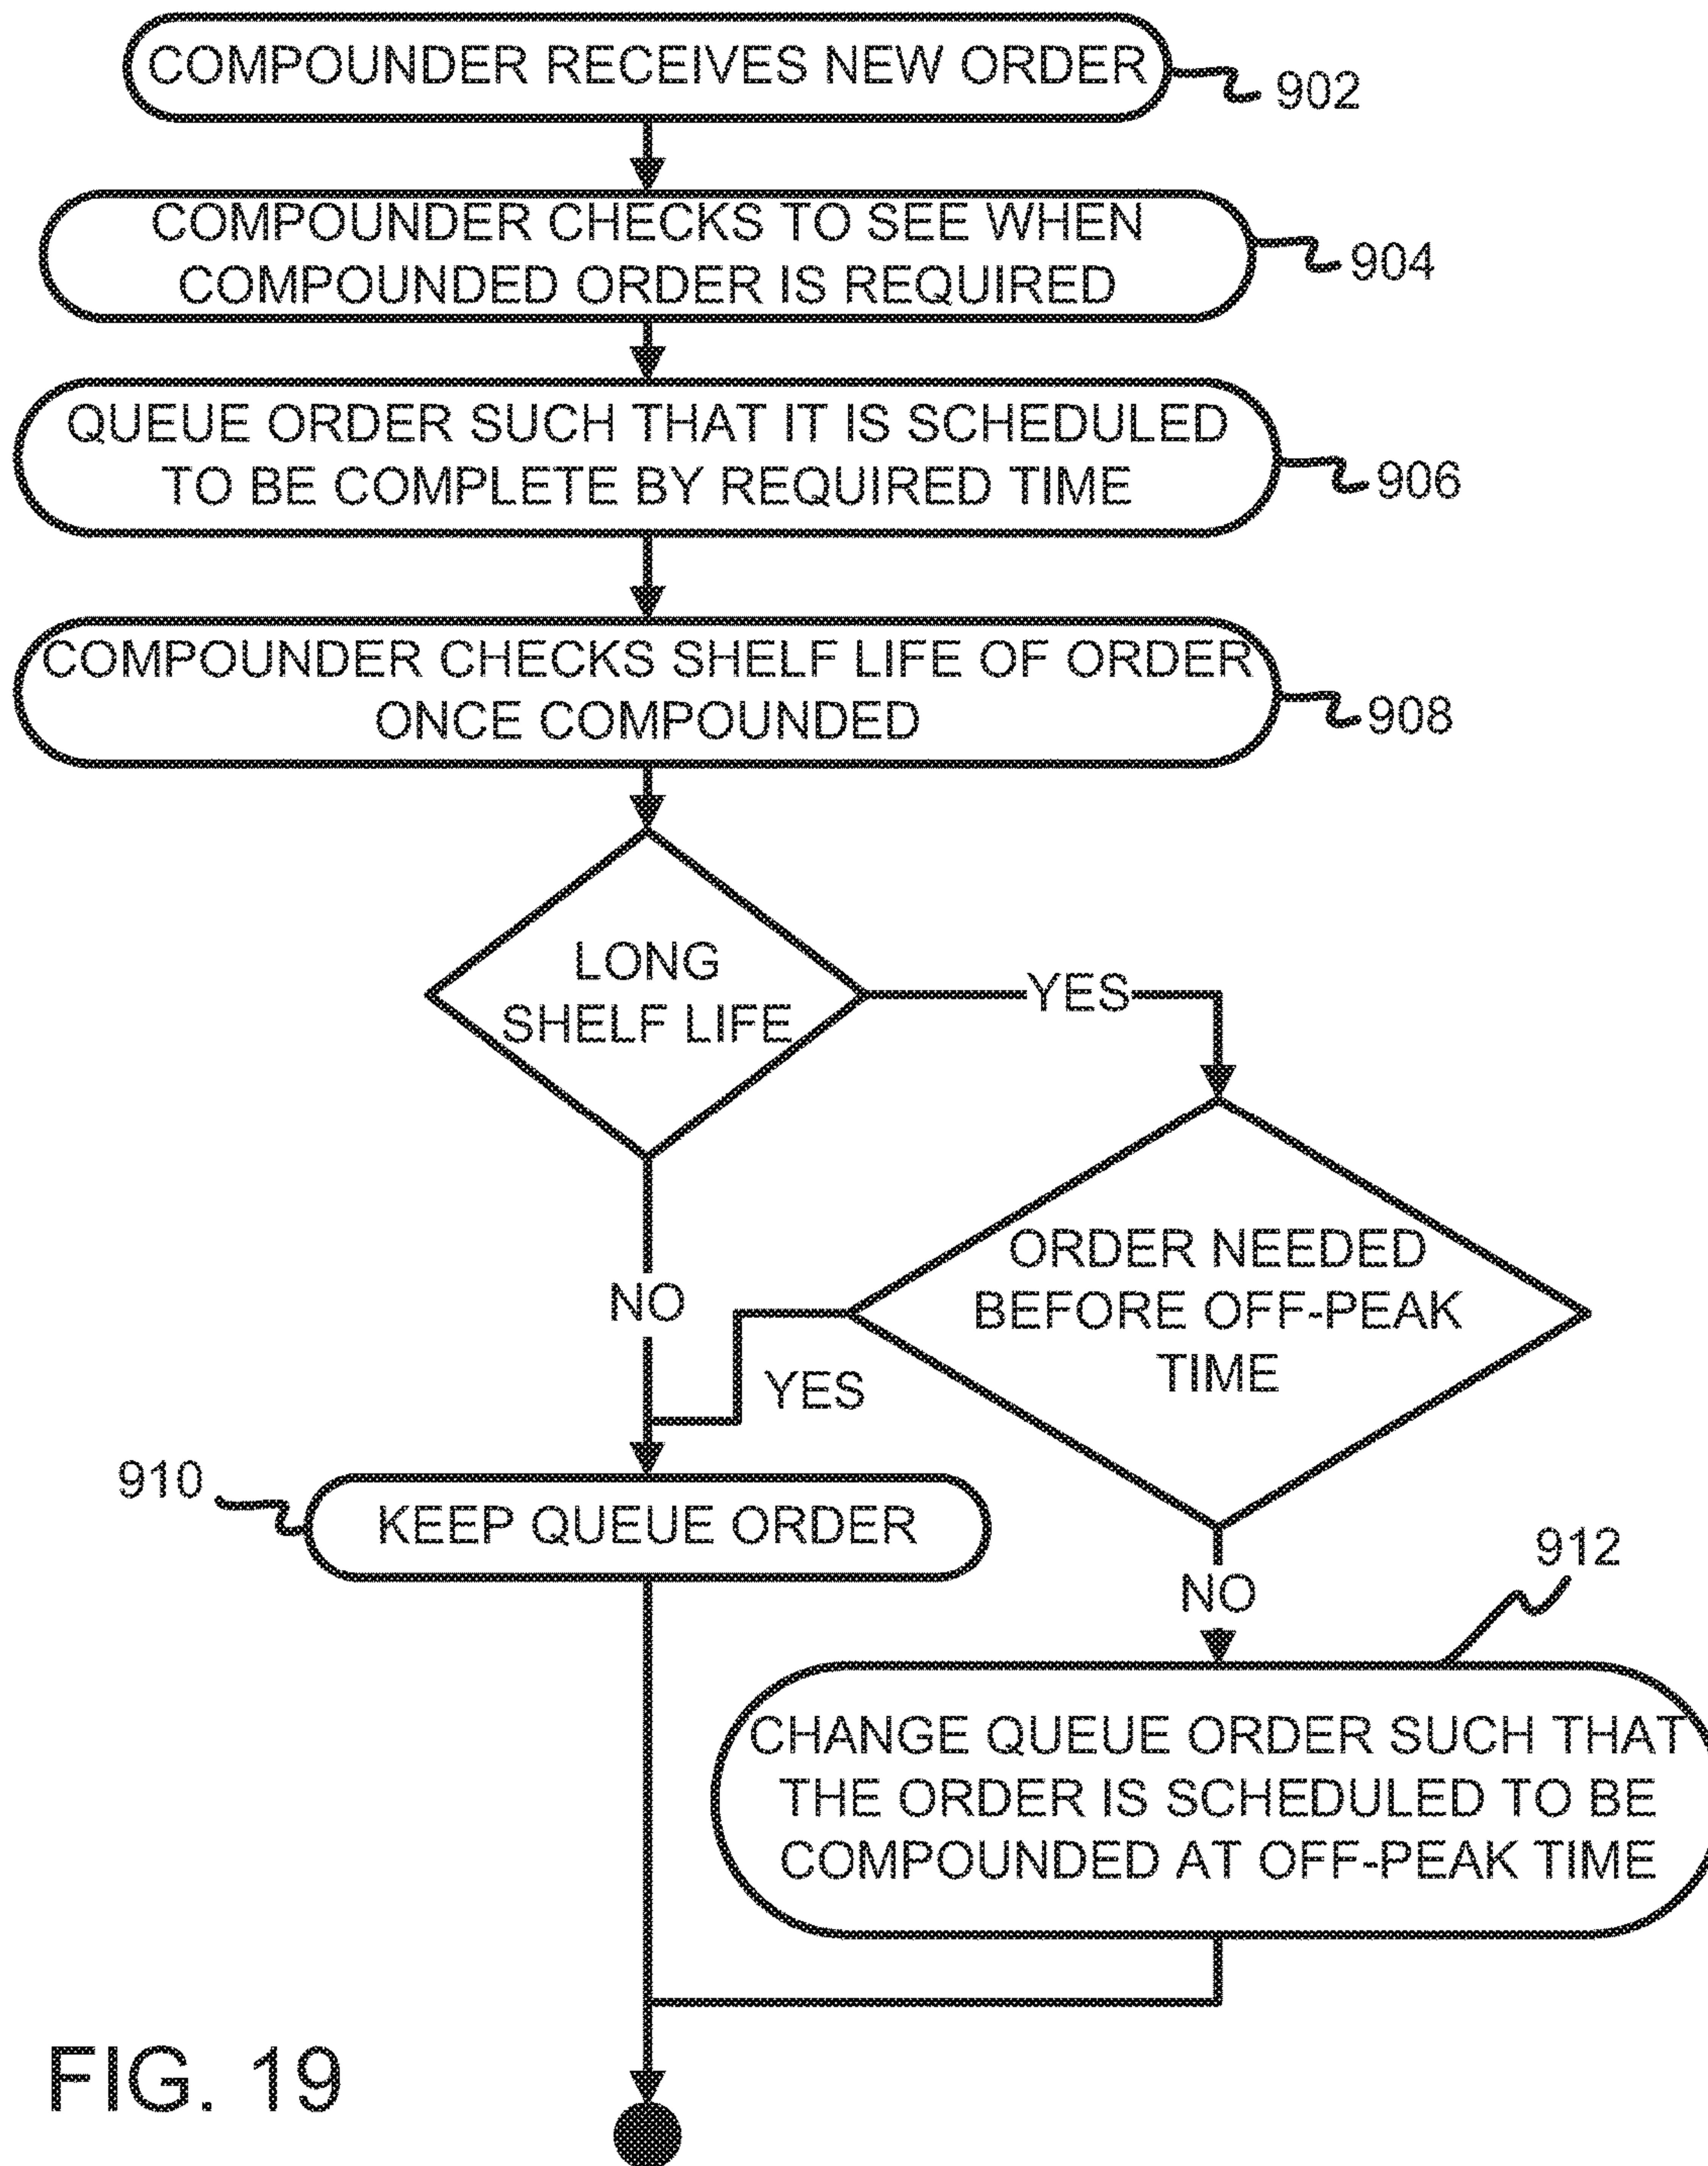 COMPOUNDER RECEIVES NEW ORDER
902
COMPOUNDER CHECKS TO SEE WHEN
COMPOUNDED ORDER IS REQUIRED
904
QUEUE ORDER SUCH THAT IT IS SCHEDULED
TO BE COMPLETE BY REQUIRED TIME
906
COMPOUNDER CHECKS SHELF LIFE OF ORDER
ONCE COMPOUNDED
908
LONG
SHELF LIFE
YES
ORDER NEEDED
BEFORE OFF-PEAK
TIME
NO
YES
910
KEEP QUEUE ORDER
912
NO
CHANGE QUEUE ORDER SUCH THAT
THE ORDER IS SCHEDULED TO BE
COMPOUNDED AT OFF-PEAK TIME
FIG. 19